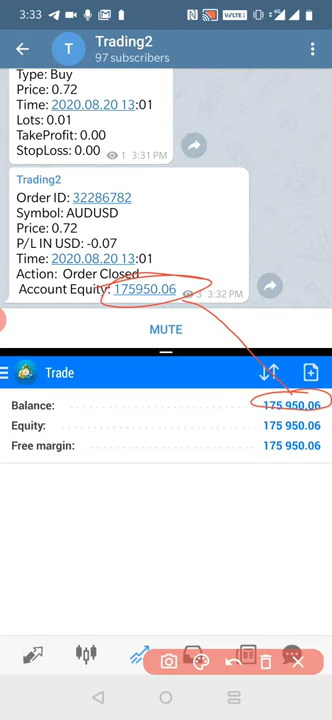 3:33
VoLTE 2
4G
T
Trading2
97 subscribers
Type: Buy
Price: 0.72
Time: 2020.08.20 13:01
Lots: 0.01
TakeProfit: 0.00
StopLoss: 0.00 1 3:31 PM
Trading2
Order ID: 32286782
Symbol: AUDUSD
Price: 0.72
P/L IN USD: -0.07
Time: 2020.08.20 13:01
Action: Order Closed
Account Equity: 175950.06 3 3:32 PM
MUTE
Trade
Balance: 175 950.06
Equity: 175 950.06
Free margin: 175 950.06